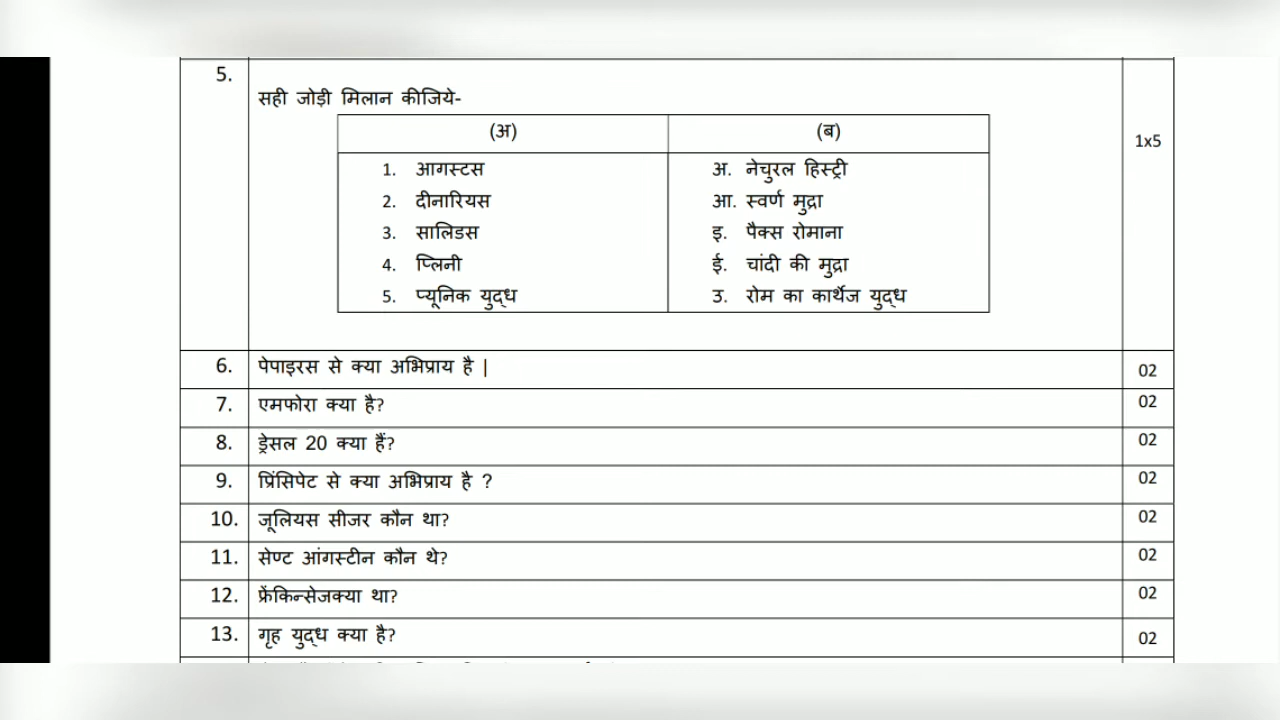 5.
सही जोड़ी मिलान कीजिये-
(अ) (ब)
1x5
1. आगस्टस अ. नेचुरल हिस्ट्री
2. दीनारियस आ. स्वर्ण मुद्रा
3. सालिडस इ. पैक्स रोमाना
4. प्लिनी ई. चांदी की मुद्रा
5. प्यूनिक युद्ध उ. रोम का कार्थेज युद्ध
6. पेपाइरस से क्या अभिप्राय है | 02
7. एमफोरा क्या है? 02
8. ड्रेसल 20 क्या हैं? 02
9. प्रिंसिपेट से क्या अभिप्राय है ? 02
10. जूलियस सीजर कौन था? 02
11. सेण्ट आंगस्टीन कौन थे? 02
12. फ्रेंकिन्सेजक्या था? 02
13. गृह युद्ध क्या है? 02